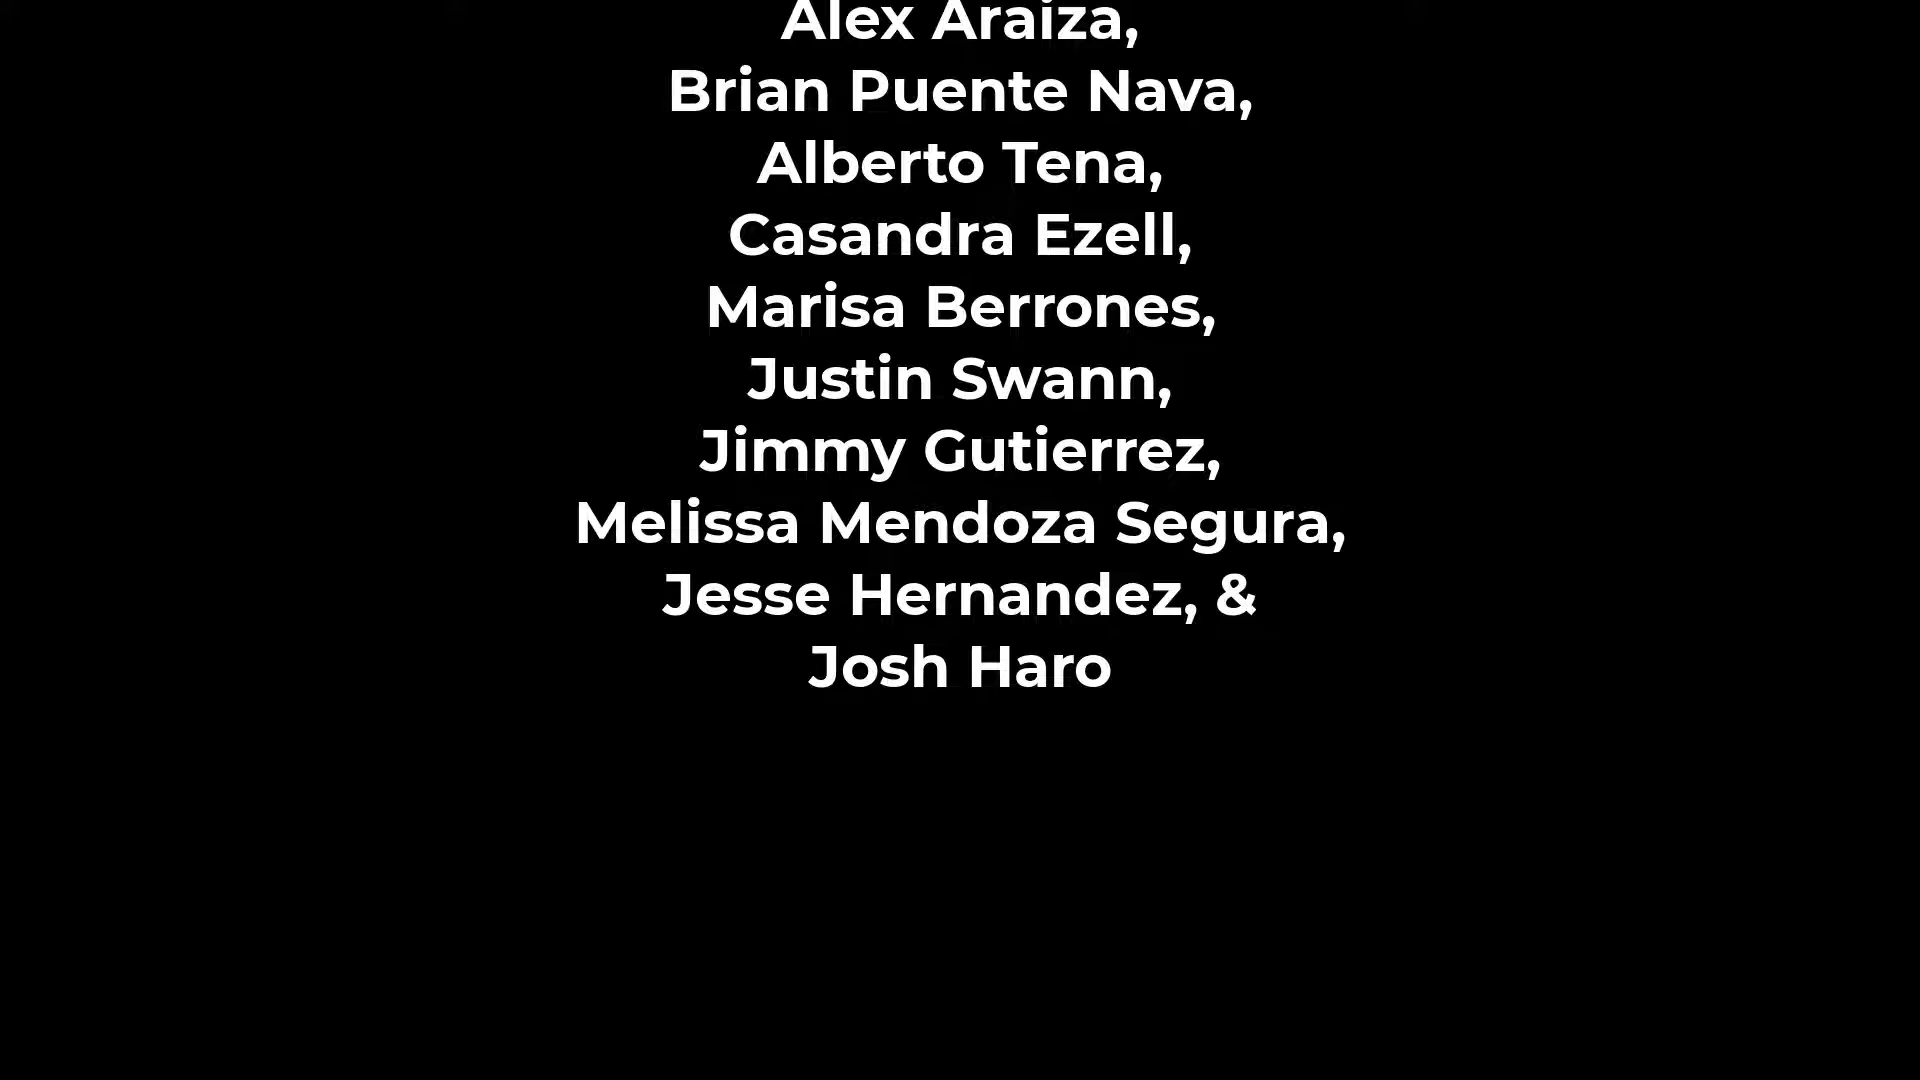 Alex Araiza,
Brian Puente Nava,
Alberto Tena,
Casandra Ezell,
Marisa Berrones,
Justin Swann,
Jimmy Gutierrez,
Melissa Mendoza Segura,
Jesse Hernandez, &
Josh Haro